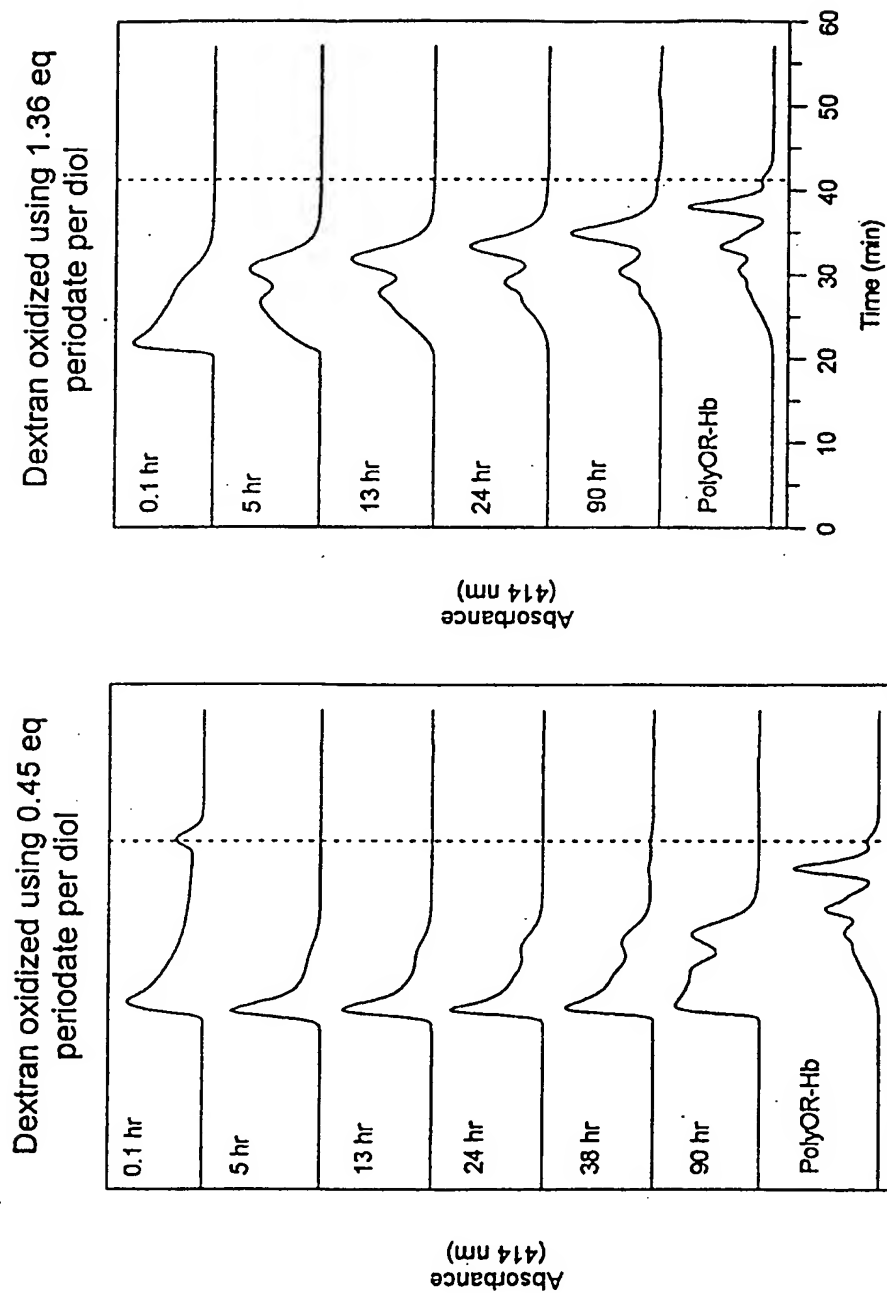 Dextran oxidized using 0.45 eq
periodate per diol
Absorbance
(414 nm)
0.1 hr
5 hr
13 hr
24 hr
38 hr
90 hr
PolyOR-Hb
Dextran oxidized using 1.36 eq
periodate per diol
Absorbance
(414 nm)
0.1 hr
5 hr
13 hr
24 hr
90 hr
PolyOR-Hb
0 10 20 30 40 50 60
Time (min)